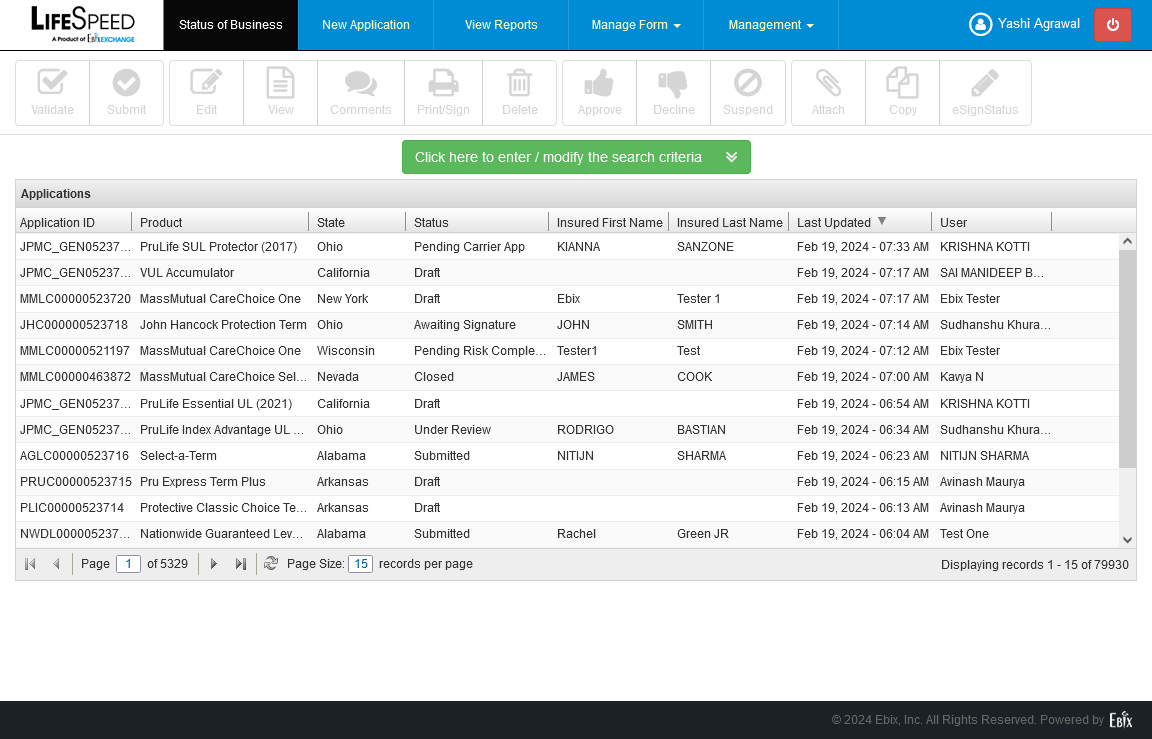 LIFESPEED
A Product of EbixEXCHANGE
Status of Business
New Application
View Reports
Manage Form
Management
Yashi Agrawal
Validate
Submit
Edit
View
Comments
Print/Sign
Delete
Approve
Decline
Suspend
Attach
Copy
eSignStatus
Click here to enter / modify the search criteria
Applications
Application ID Product State Status Insured First Name Insured Last Name Last Updated User
JPMC_GEN05237... PruLife SUL Protector (2017) Ohio Pending Carrier App KIANNA SANZONE Feb 19, 2024 - 07:33 AM KRISHNA KOTTI
JPMC_GEN05237... VUL Accumulator California Draft Feb 19, 2024 - 07:17 AM SAI MANIDEEP B...
MMLC00000523720 MassMutual CareChoice One New York Draft Ebix Tester 1 Feb 19, 2024 - 07:17 AM Ebix Tester
JHC000000523718 John Hancock Protection Term Ohio Awaiting Signature JOHN SMITH Feb 19, 2024 - 07:14 AM Sudhanshu Khura...
MMLC00000521197 MassMutual CareChoice One Wisconsin Pending Risk Comple... Tester1 Test Feb 19, 2024 - 07:12 AM Ebix Tester
MMLC00000463872 MassMutual CareChoice Sel... Nevada Closed JAMES COOK Feb 19, 2024 - 07:00 AM Kavya N
JPMC_GEN05237... PruLife Essential UL (2021) California Draft Feb 19, 2024 - 06:54 AM KRISHNA KOTTI
JPMC_GEN05237... PruLife Index Advantage UL ... Ohio Under Review RODRIGO BASTIAN Feb 19, 2024 - 06:34 AM Sudhanshu Khura...
AGLC00000523716 Select-a-Term Alabama Submitted NITIJN SHARMA Feb 19, 2024 - 06:23 AM NITIJN SHARMA
PRUC00000523715 Pru Express Term Plus Arkansas Draft Feb 19, 2024 - 06:15 AM Avinash Maurya
PLIC00000523714 Protective Classic Choice Te... Arkansas Draft Feb 19, 2024 - 06:13 AM Avinash Maurya
NWDL000005237... Nationwide Guaranteed Lev... Alabama Submitted Rachel Green JR Feb 19, 2024 - 06:04 AM Test One
Page 1 of 5329 Page Size: 15 records per page Displaying records 1 - 15 of 79930
© 2024 Ebix, Inc. All Rights Reserved. Powered by Ebix